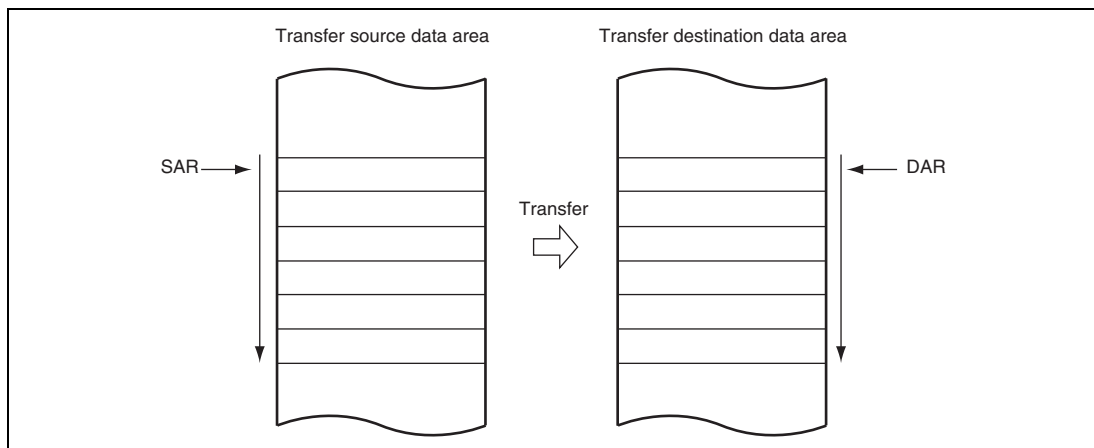 Transfer source data area
Transfer destination data area
SAR
Transfer
DAR